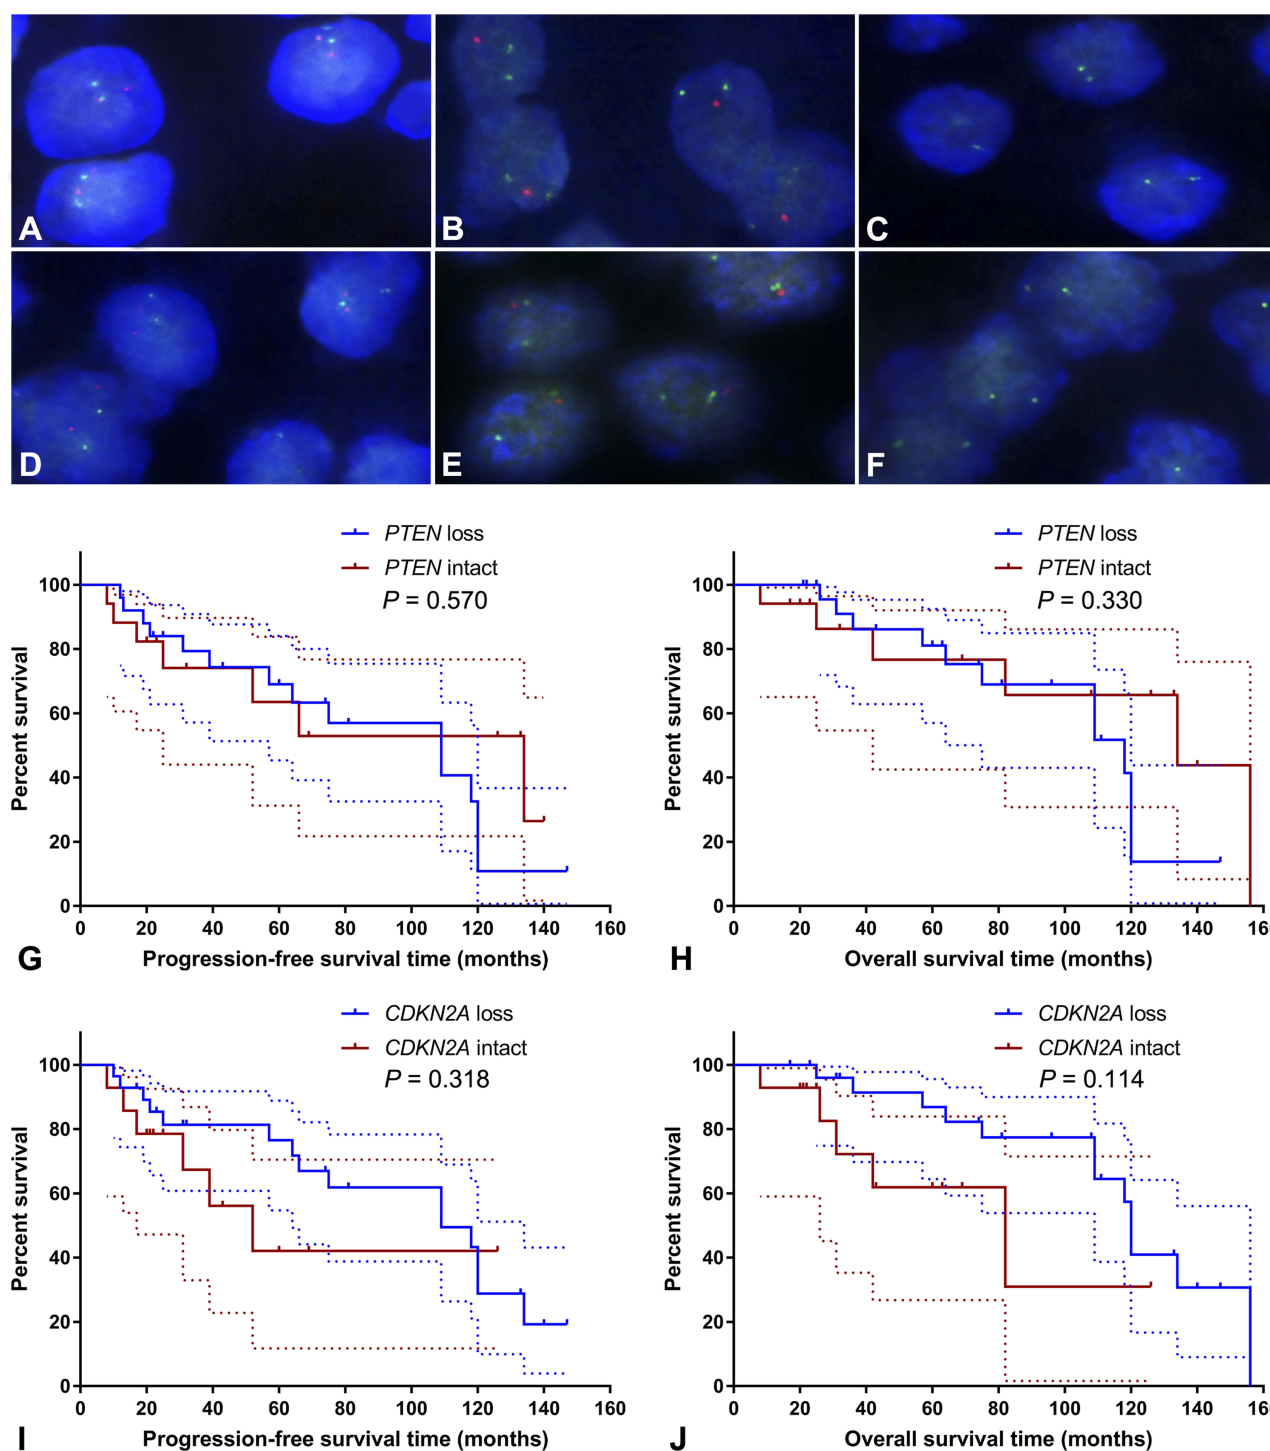 A
B
C
D
E
F
PTEN loss
PTEN intact
P = 0.570
100
80
60
40
20
0
Percent survival
0 20 40 60 80 100 120 140 160
Progression-free survival time (months)
G
PTEN loss
PTEN intact
P = 0.330
100
80
60
40
20
0
Percent survival
0 20 40 60 80 100 120 140
Overall survival time (months)
H
CDKN2A loss
CDKN2A intact
P = 0.318
100
80
60
40
20
0
Percent survival
0 20 40 60 80 100 120 140 160
Progression-free survival time (months)
I
CDKN2A loss
CDKN2A intact
P = 0.114
100
80
60
40
20
0
Percent survival
0 20 40 60 80 100 120 140
Overall survival time (months)
J